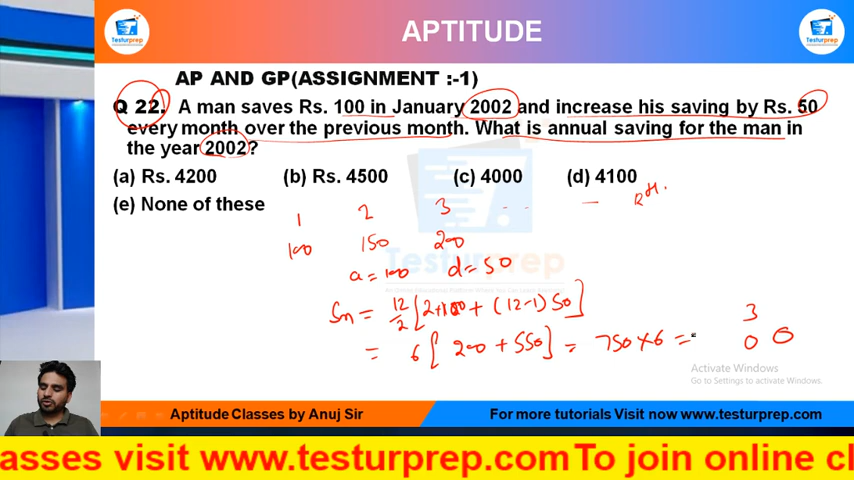 Testurprep
APTITUDE
Testurprep
AP AND GP(ASSIGNMENT :-1)
Q 22. A man saves Rs. 100 in January 2002 and increase his saving by Rs. 50
every month over the previous month. What is annual saving for the man in
the year 2002?
(a) Rs. 4200 (b) Rs. 4500 (c) 4000 (d) 4100
(e) None of these
1 2 3 .. —
100 150 200
Testurprep
a = 100 d = 50
Sn = 12/2 [2*100 + (12-1) 50]
3
= 6 [ 200 + 550 ] = 750 × 6 = 0 0
Activate Windows
Go to Settings to activate Windows.
Aptitude Classes by Anuj Sir For more tutorials Visit now www.testurprep.com
asses visit www.testurprep.com To join online cl